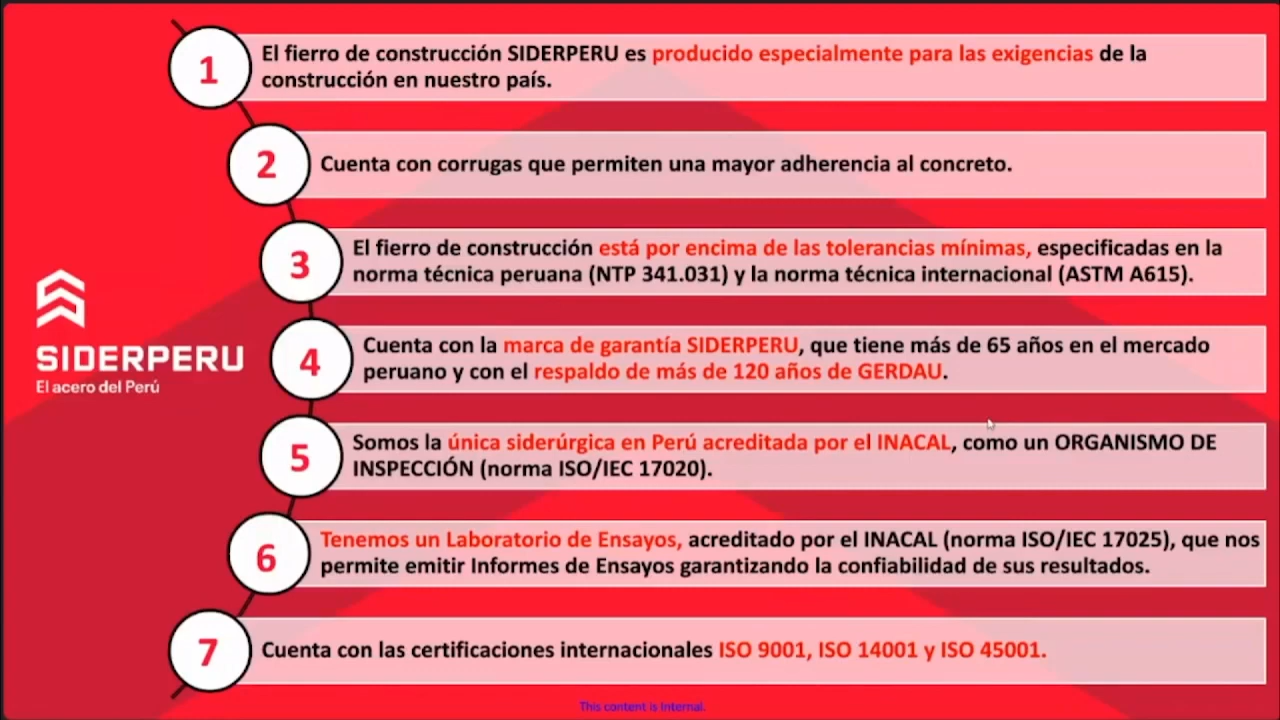 1
El fierro de construcción SIDERPERU es producido especialmente para las exigencias de la
construcción en nuestro país.
2
Cuenta con corrugas que permiten una mayor adherencia al concreto.
3
El fierro de construcción está por encima de las tolerancias mínimas, especificadas en la
norma técnica peruana (NTP 341.031) y la norma técnica internacional (ASTM A615).
SIDERPERU
El acero del Perú
4
Cuenta con la marca de garantía SIDERPERU, que tiene más de 65 años en el mercado
peruano y con el respaldo de más de 120 años de GERDAU.
5
Somos la única siderúrgica en Perú acreditada por el INACAL, como un ORGANISMO DE
INSPECCIÓN (norma ISO/IEC 17020).
6
Tenemos un Laboratorio de Ensayos, acreditado por el INACAL (norma ISO/IEC 17025), que nos
permite emitir Informes de Ensayos garantizando la confiabilidad de sus resultados.
7
Cuenta con las certificaciones internacionales ISO 9001, ISO 14001 y ISO 45001.
This content is Internal.